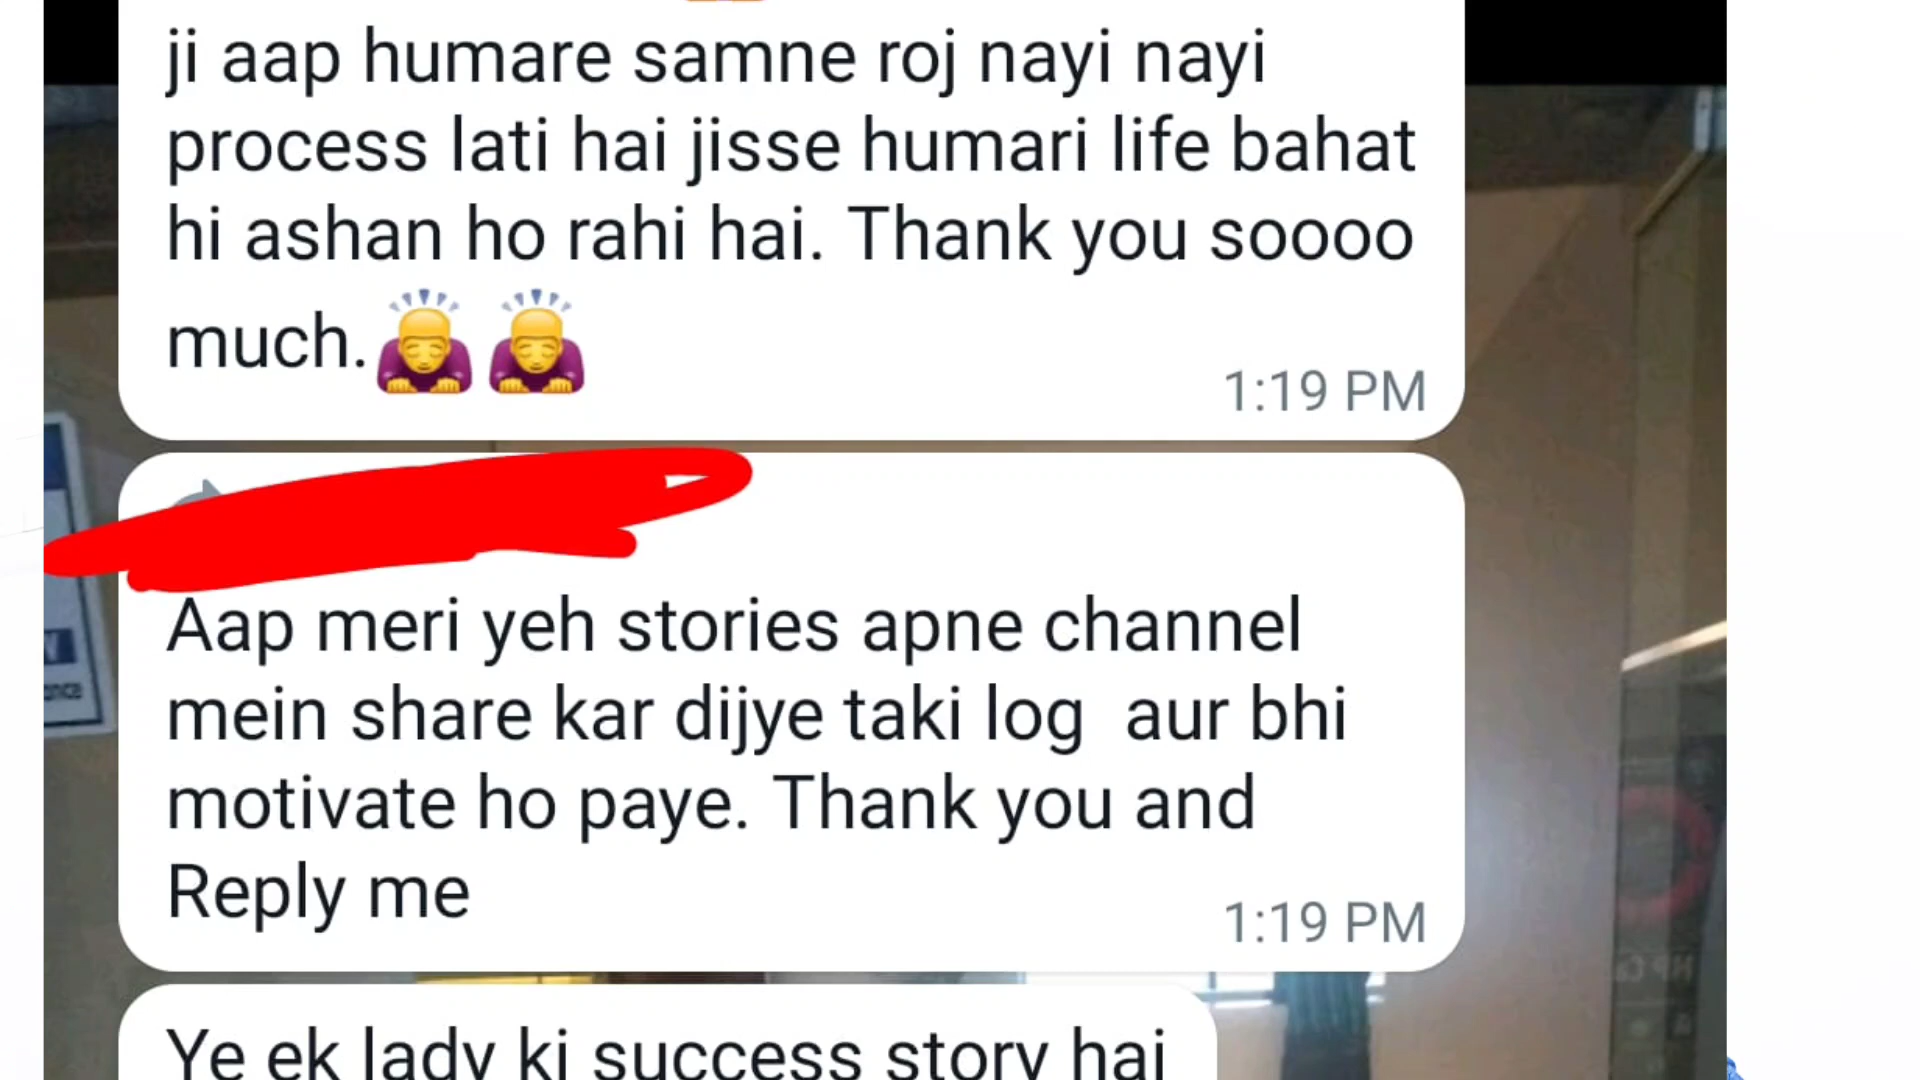 ji aap humare samne roj nayi nayi
process lati hai jisse humari life bahat
hi ashan ho rahi hai. Thank you soooo
much.🙇🙇
1:19 PM
Aap meri yeh stories apne channel
mein share kar dijye taki log  aur bhi
motivate ho paye. Thank you and
Reply me
1:19 PM
Ye ek lady ki success story hai